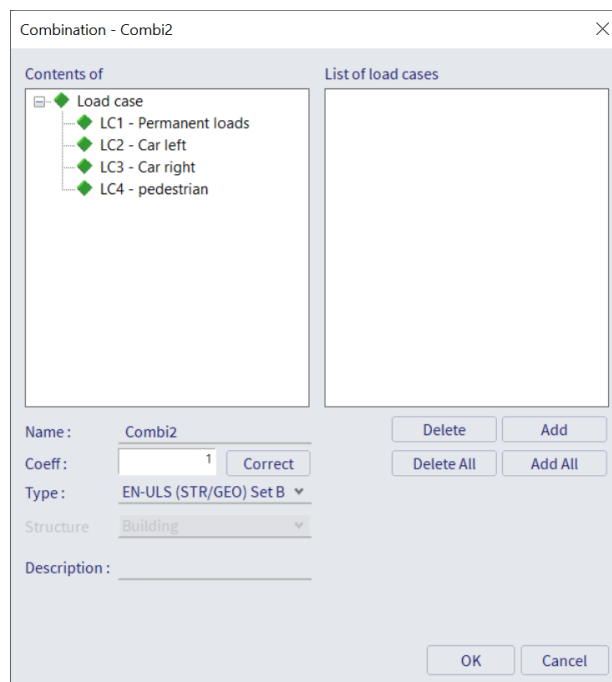 Combination - Combi2
Contents of
List of load cases
Load case
LC1 - Permanent loads
LC2 - Car left
LC3 - Car right
LC4 - pedestrian
Name :
Combi2
Delete
Add
Coeff :
1
Correct
Delete All
Add All
Type :
EN-ULS (STR/GEO) Set B
Structure
Building
Description :
OK
Cancel